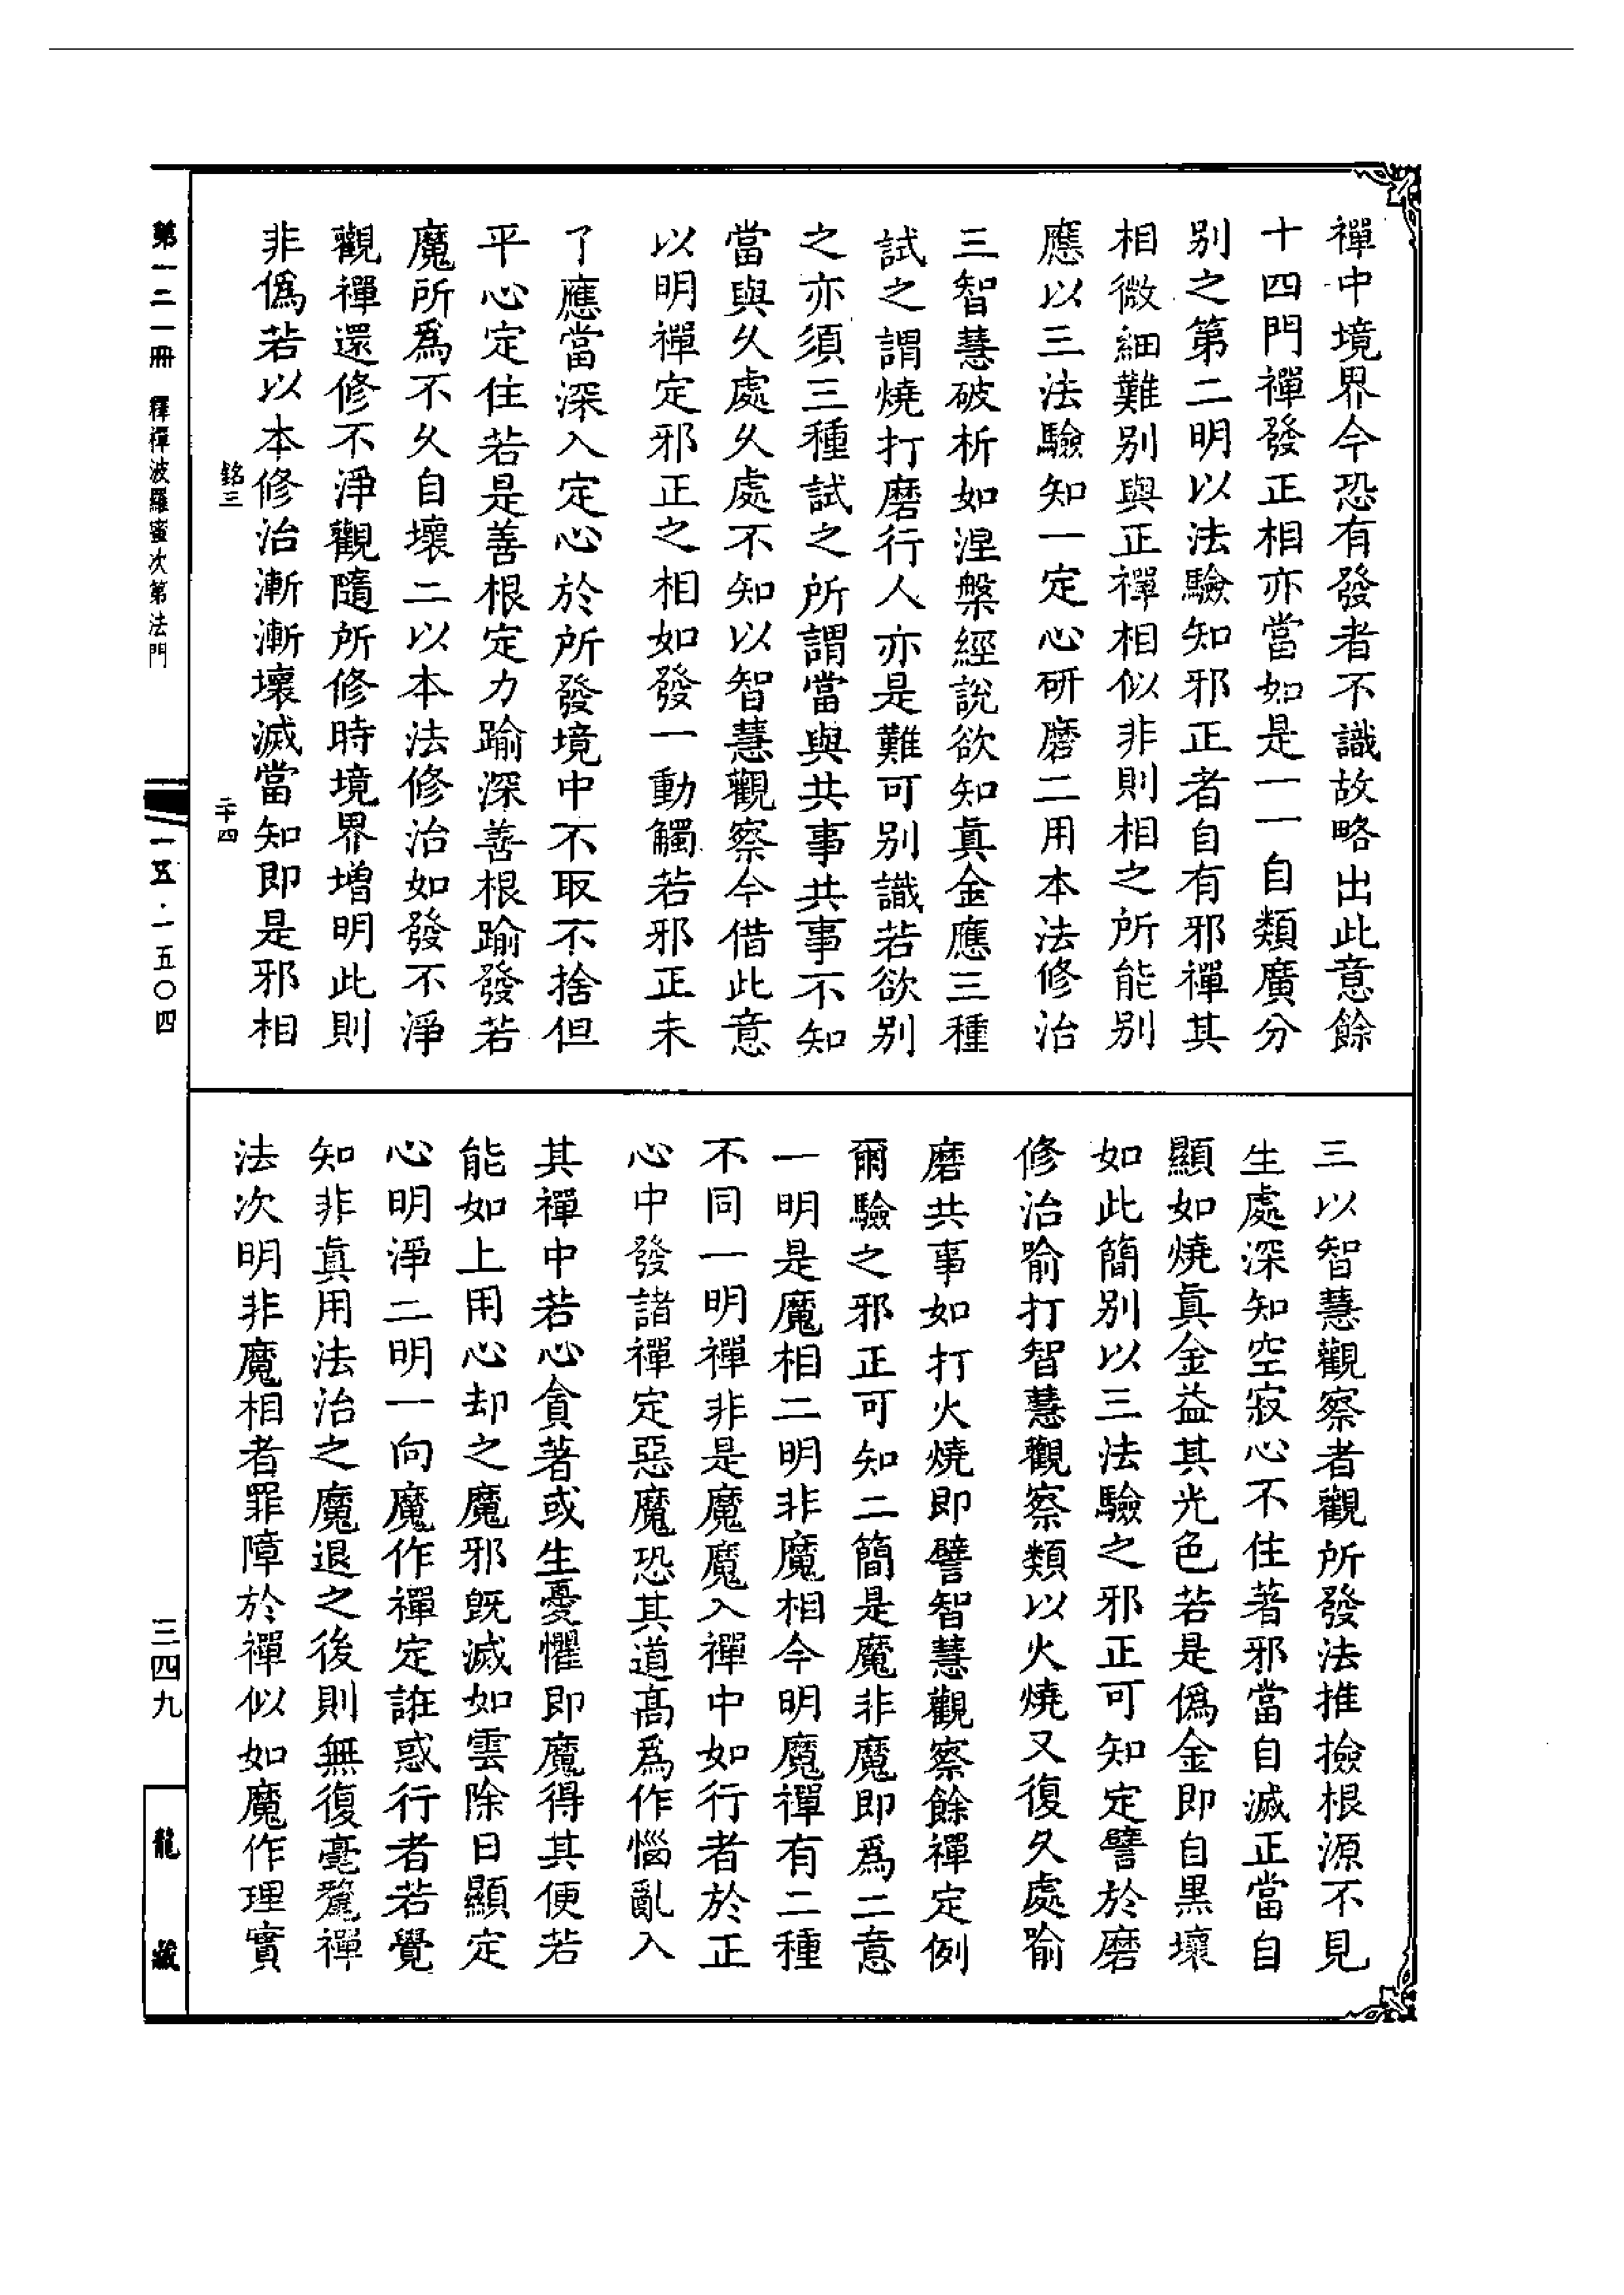 禪中境界今恐有發者不識故略出此意餘
十四門禪發正相亦當如是一一自類廣分
别之第二明以法驗知邪正者自有邪禪其
相微細難别與正禪相似非則相之所能别
應以三法驗知一定心研磨二用本法修治
三智慧破析如涅槃經説欲知真金應三種
試之謂燒打磨行人亦是難可别識若欲别
之亦須三種試之所謂當與共事共事不知
當與久處久處不知以智慧觀察今借此意
以明禪定邪正之相如發一動觸若邪正未
了應當深入定心於所發境中不取不捨但
平心定住若是善根定力踰深善根踰發若
魔所爲不久自壞二以本法修治如發不淨
觀禪還修不淨觀隨所修時境界增明此則
非僞若以本修治漸漸壞滅當知即是邪相
三以智慧觀察者觀所發法推撿根源不見
生處深知空寂心不住著邪當自滅正當自
顯如燒真金益其光色若是僞金即自黑壞
如此簡别以三法驗之邪正可知定譬於磨
修治喻打智慧觀察類以火燒又復久處喻
磨共事如打火燒即譬智慧觀察餘禪定例
爾驗之邪正可知二簡是魔非魔即爲二意
一明是魔相二明非魔相今明魔禪有二種
不同一明禪非是魔魔入禪中如行者於正
心中發諸禪定惡魔恐其道高爲作惱亂入
其禪中若心貪著或生憂懼即魔得其便若
能如上用心却之魔邪既滅如雲除日顯定
心明淨二明一向魔作禪定誑惑行者若覺
知非真用法治之魔退之後則無復毫氂禪
法次明非魔相者罪障於禪似如魔作理實
銘三
二十四
第一二一冊
釋禪波羅蜜次第法門
一五·一五〇四
三四九
龍藏